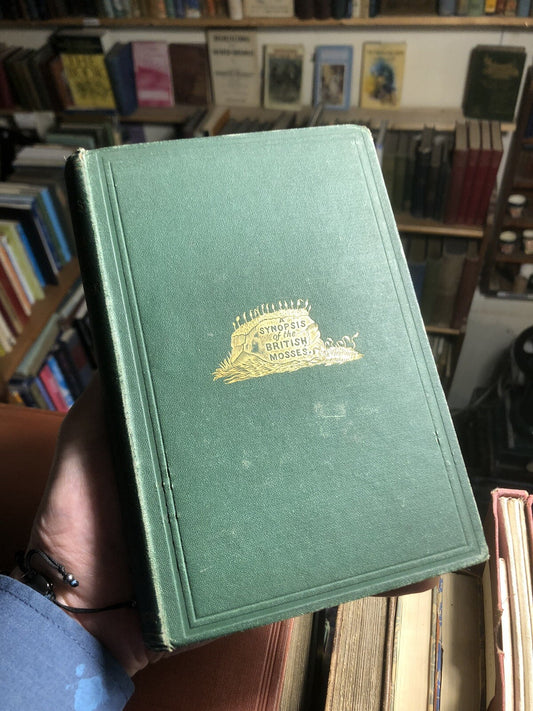 A
SYNOPSIS
of the
BRITISH
MOSSES.